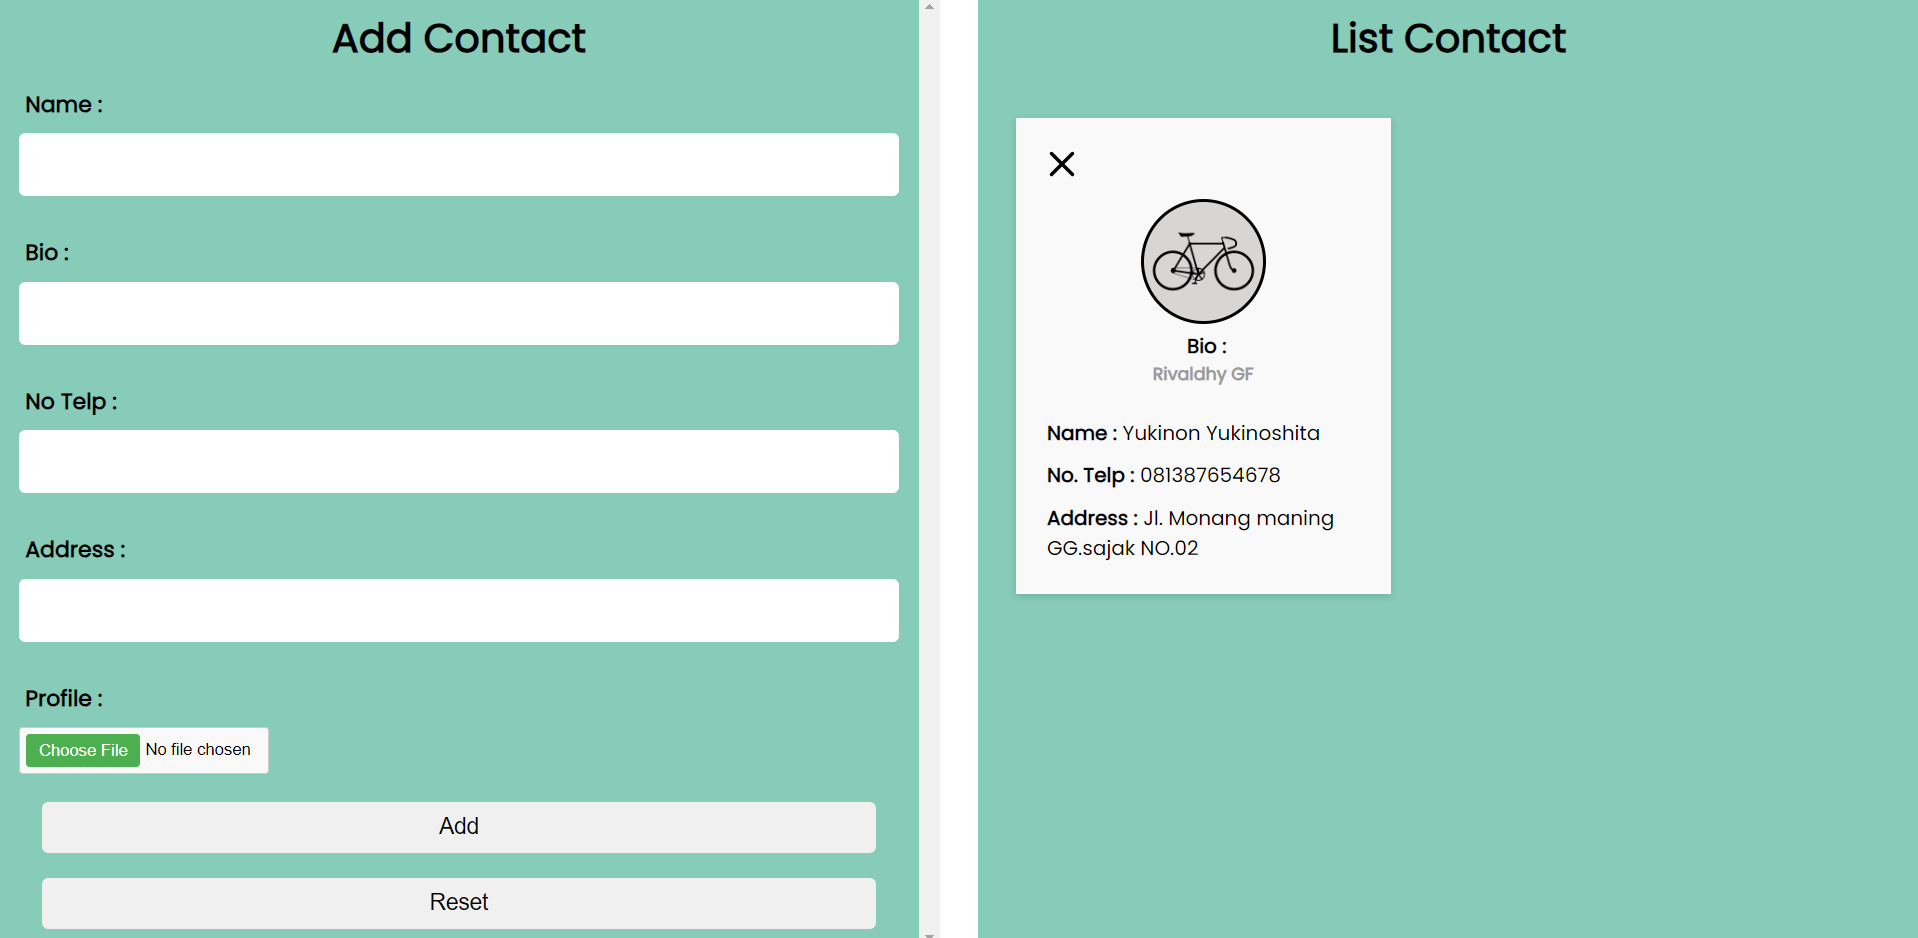 Add Contact
Name :
Bio :
No Telp :
Address :
Profile :
Choose File No file chosen
Add
Reset
List Contact
Bio :
Rivaldhy GF
Name : Yukinon Yukinoshita
No. Telp : 081387654678
Address : Jl. Monang maning
GG.sajak NO.02